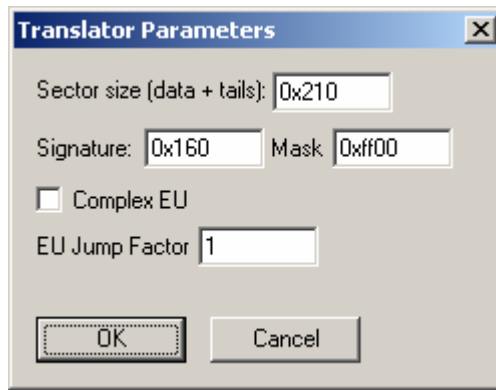 Translator Parameters
Sector size (data + tails): 0x210
Signature: 0x160 Mask 0xff00
Complex EU
EU Jump Factor 1
OK Cancel